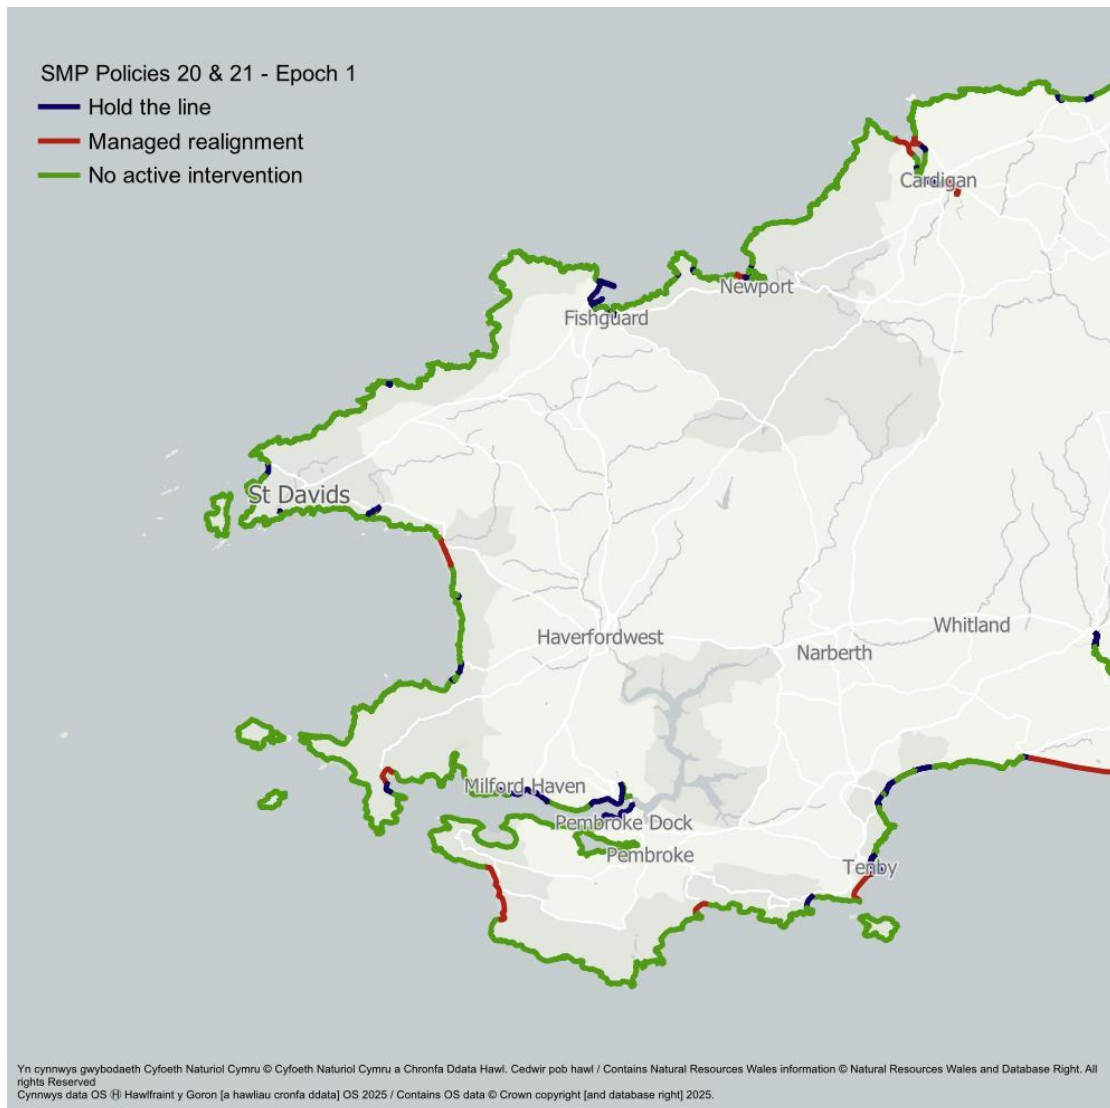 SMP Policies 20 & 21 - Epoch 1
Hold the line
Managed realignment
No active intervention
Cardigan
Newport
Fishguard
St Davids
Haverfordwest
Whitland
Narberth
Milford Haven
Pembroke Dock
Pembroke
Tenby
Yn cynnwys gwybodaeth Cyfoeth Naturiol Cymru © Cyfoeth Naturiol Cymru a Chronfa Ddata Hawl. Cedwir pob hawl / Contains Natural Resources Wales information © Natural Resources Wales and Database Right. All
rights Reserved
Cynnwys data OS Ⓗ Hawlfraint y Goron [a hawliau cronfa ddata] OS 2025 / Contains OS data © Crown copyright [and database right] 2025.